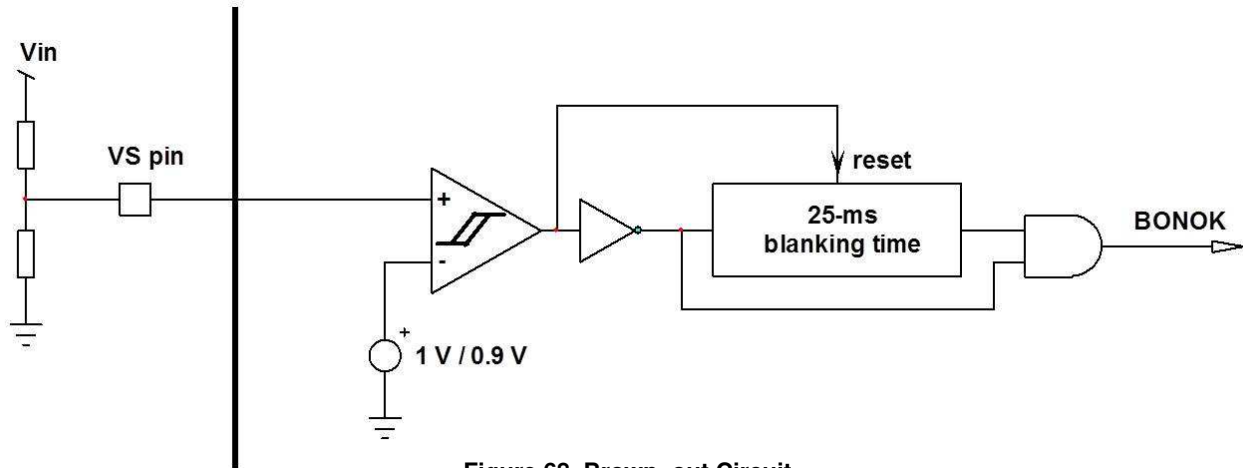 Vin
VS pin
+
-
+
1 V / 0.9 V
reset
25-ms
blanking time
BONOK